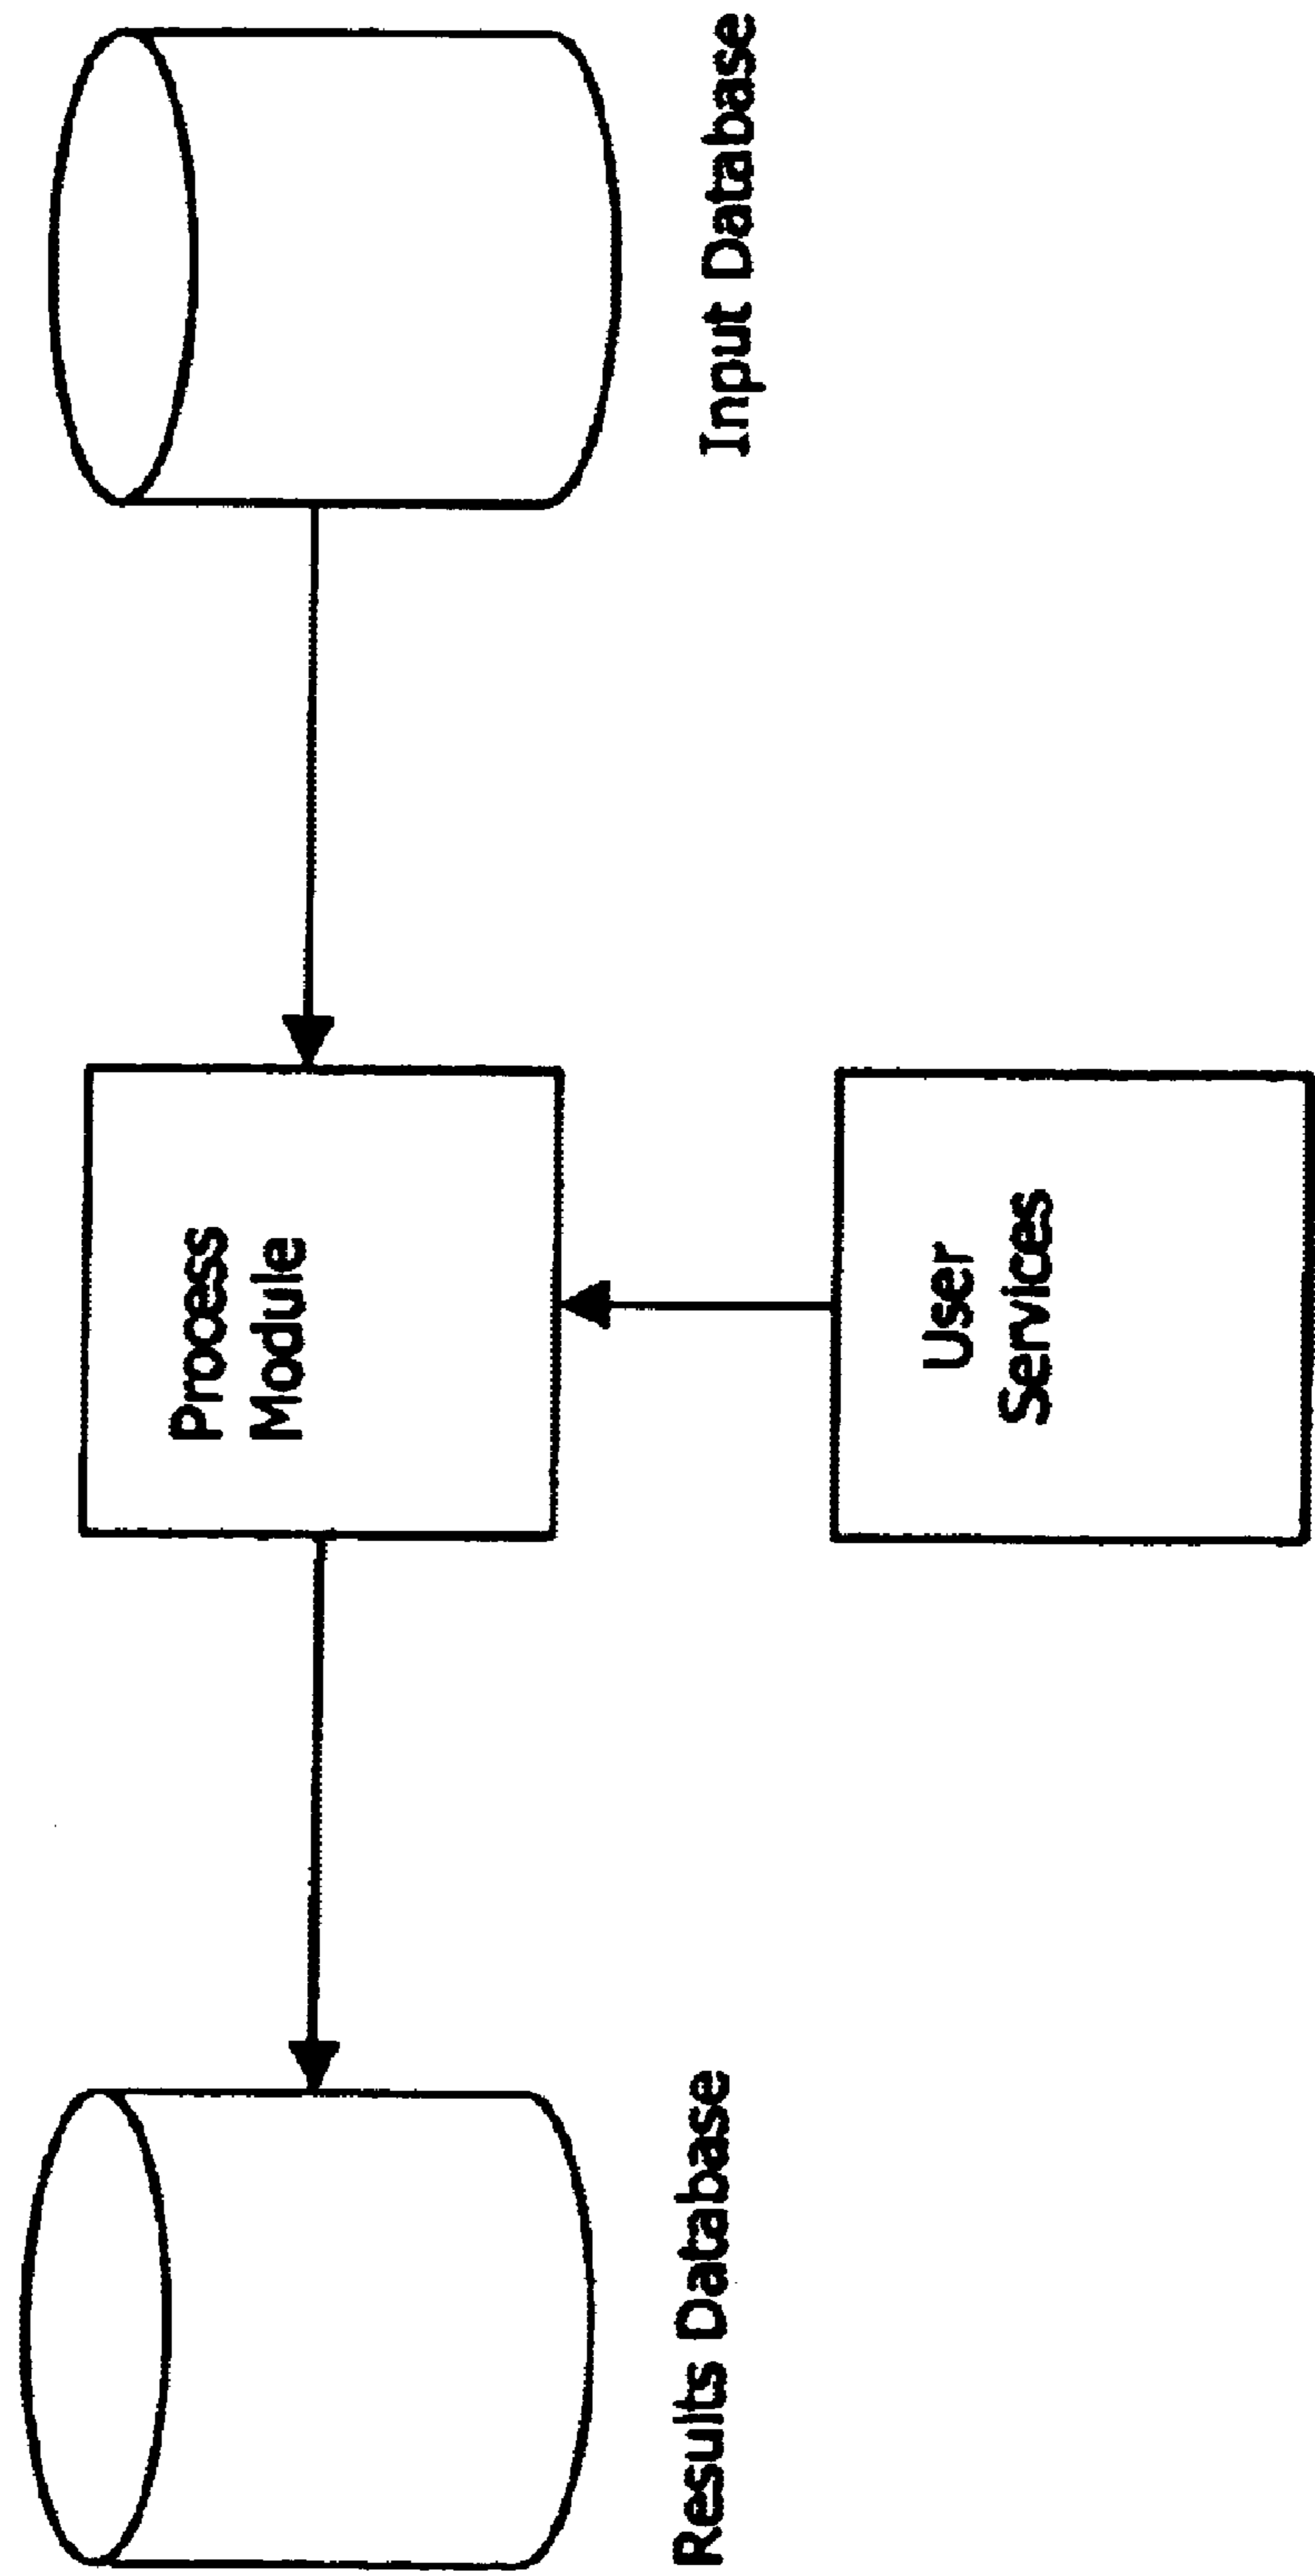 Results Database
Process
Module
User
Services
Input Database